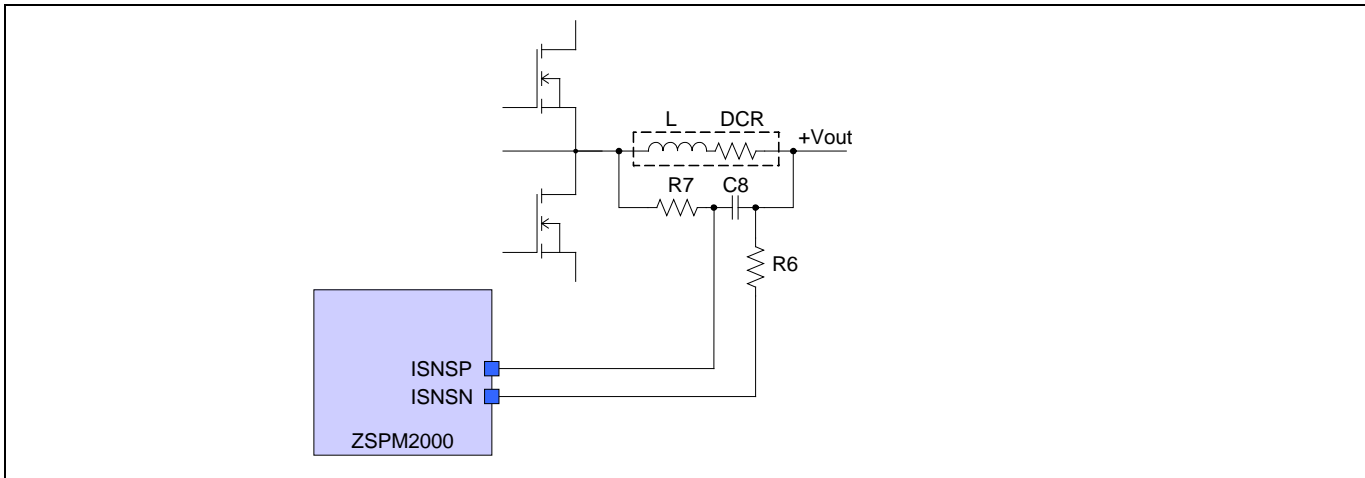 L
DCR
+Vout
R7
C8
R6
ISNSP
ISNSN
ZSPM2000